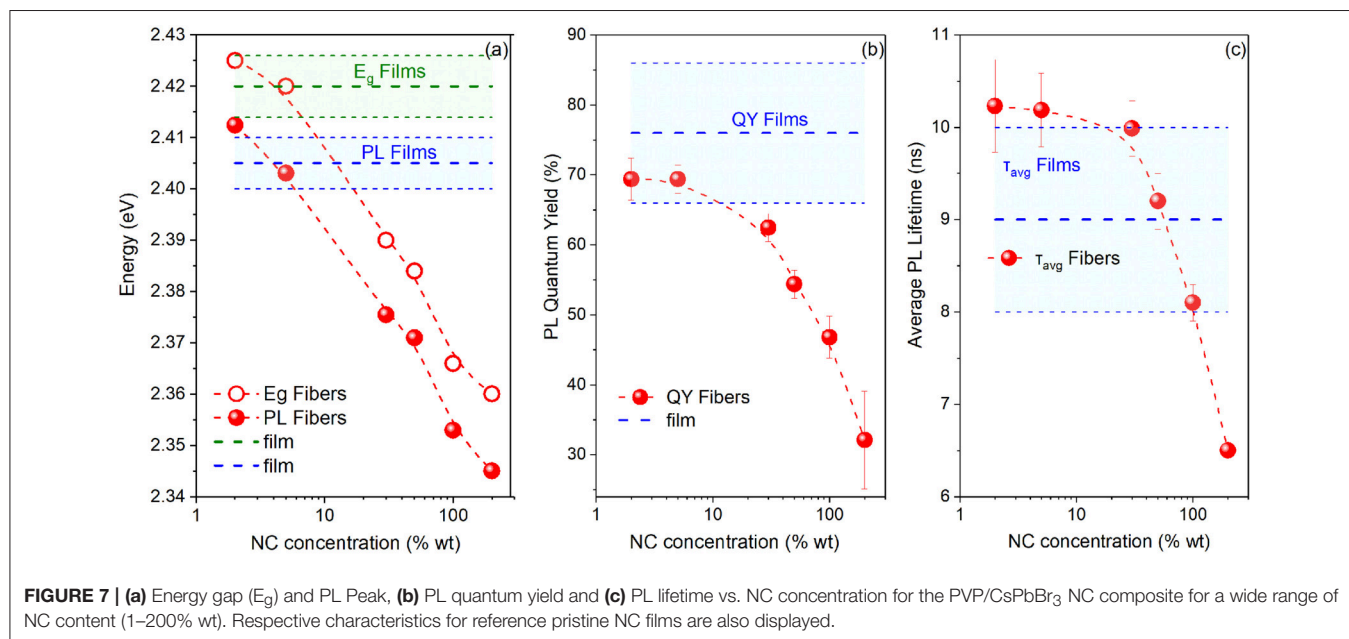 (a)
2.43
2.42
2.41
2.40
2.39
2.38
2.37
2.36
2.35
2.34
Energy (eV)
E_g Films
PL Films
Eg Fibers
PL Fibers
film
film
1
10
100
NC concentration (% wt)
(b)
90
80
70
60
50
40
30
PL Quantum Yield (%)
QY Films
QY Fibers
film
1
10
100
NC concentration (% wt)
(c)
11
10
9
8
7
6
Average PL Lifetime (ns)
τ_avg Films
τ_avg Fibers
1
10
100
NC concentration (% wt)
FIGURE 7 | (a) Energy gap (E_g) and PL Peak, (b) PL quantum yield and (c) PL lifetime vs. NC concentration for the PVP/CsPbBr₃ NC composite for a wide range of
NC content (1–200% wt). Respective characteristics for reference pristine NC films are also displayed.